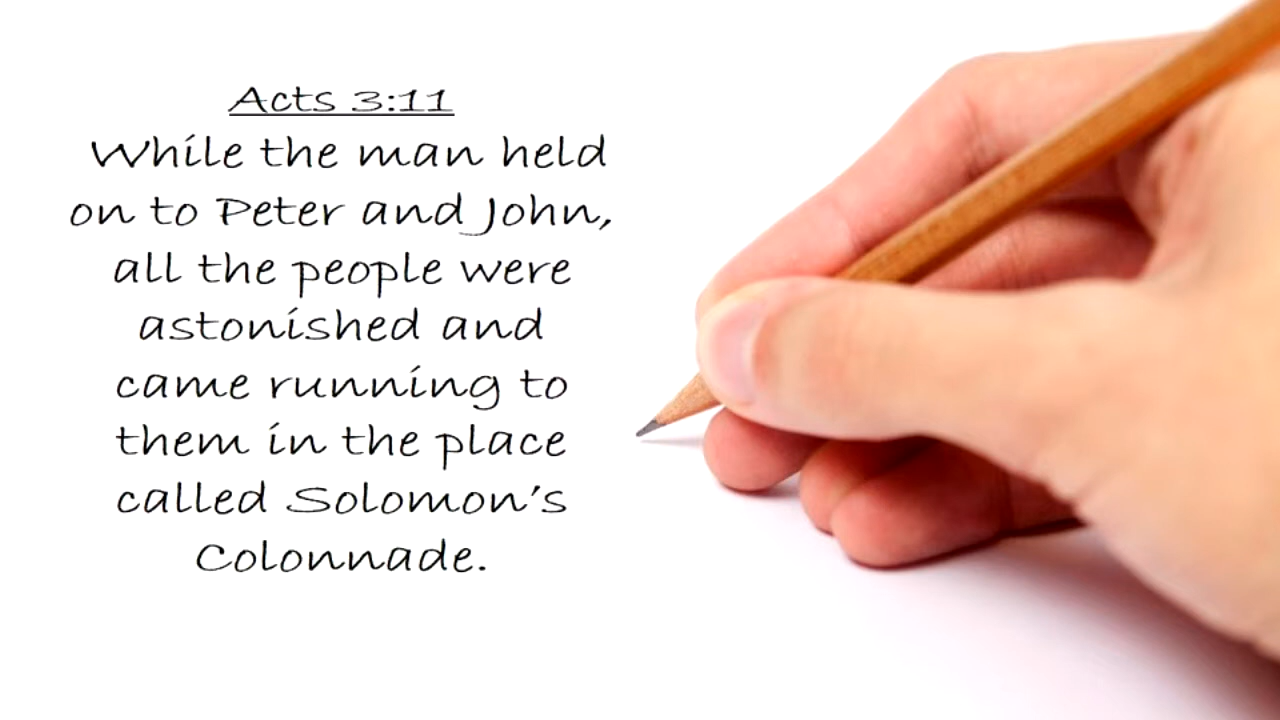 Acts 3:11
While the man held
on to Peter and John,
all the people were
astonished and
came running to
them in the place
called Solomon's
Colonnade.